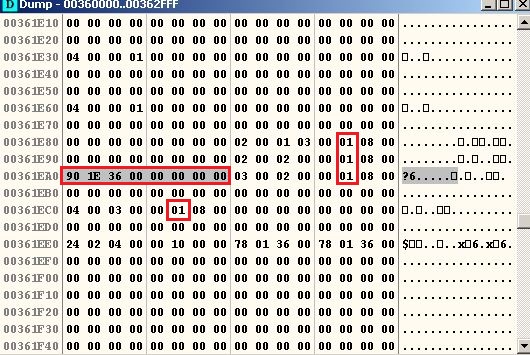 D Dump - 00360000..00362FFF
00361E10 00 00 00 00 00 00 00 00 00 00 00 00 00 00 00 00 ................
00361E20 00 00 00 00 00 00 00 00 00 00 00 00 00 00 00 00 ................
00361E30 04 00 00 01 00 00 00 00 00 00 00 00 00 00 00 00 □..□............
00361E40 00 00 00 00 00 00 00 00 00 00 00 00 00 00 00 00 ................
00361E50 00 00 00 00 00 00 00 00 00 00 00 00 00 00 00 00 ................
00361E60 04 00 00 01 00 00 00 00 00 00 00 00 00 00 00 00 □..□............
00361E70 00 00 00 00 00 00 00 00 00 00 00 00 00 00 00 00 ................
00361E80 00 00 00 00 00 00 00 00 02 00 01 03 00 01 08 00 ........□.□□.□□.
00361E90 00 00 00 00 00 00 00 00 02 00 02 00 00 01 08 00 ........□.□..□□.
00361EA0 90 1E 36 00 00 00 00 00 03 00 02 00 00 01 08 00 ?6.....□.□..□□.
00361EB0 00 00 00 00 00 00 00 00 00 00 00 00 00 00 00 00 ................
00361EC0 04 00 03 00 00 01 08 00 00 00 00 00 00 00 00 00 □.□..□□.........
00361ED0 00 00 00 00 00 00 00 00 00 00 00 00 00 00 00 00 ................
00361EE0 24 02 04 00 00 10 00 00 78 01 36 00 78 01 36 00 $□□..□..x□6.x□6.
00361EF0 00 00 00 00 00 00 00 00 00 00 00 00 00 00 00 00 ................
00361F00 00 00 00 00 00 00 00 00 00 00 00 00 00 00 00 00 ................
00361F10 00 00 00 00 00 00 00 00 00 00 00 00 00 00 00 00 ................
00361F20 00 00 00 00 00 00 00 00 00 00 00 00 00 00 00 00 ................
00361F30 00 00 00 00 00 00 00 00 00 00 00 00 00 00 00 00 ................
00361F40 00 00 00 00 00 00 00 00 00 00 00 00 00 00 00 00 ................